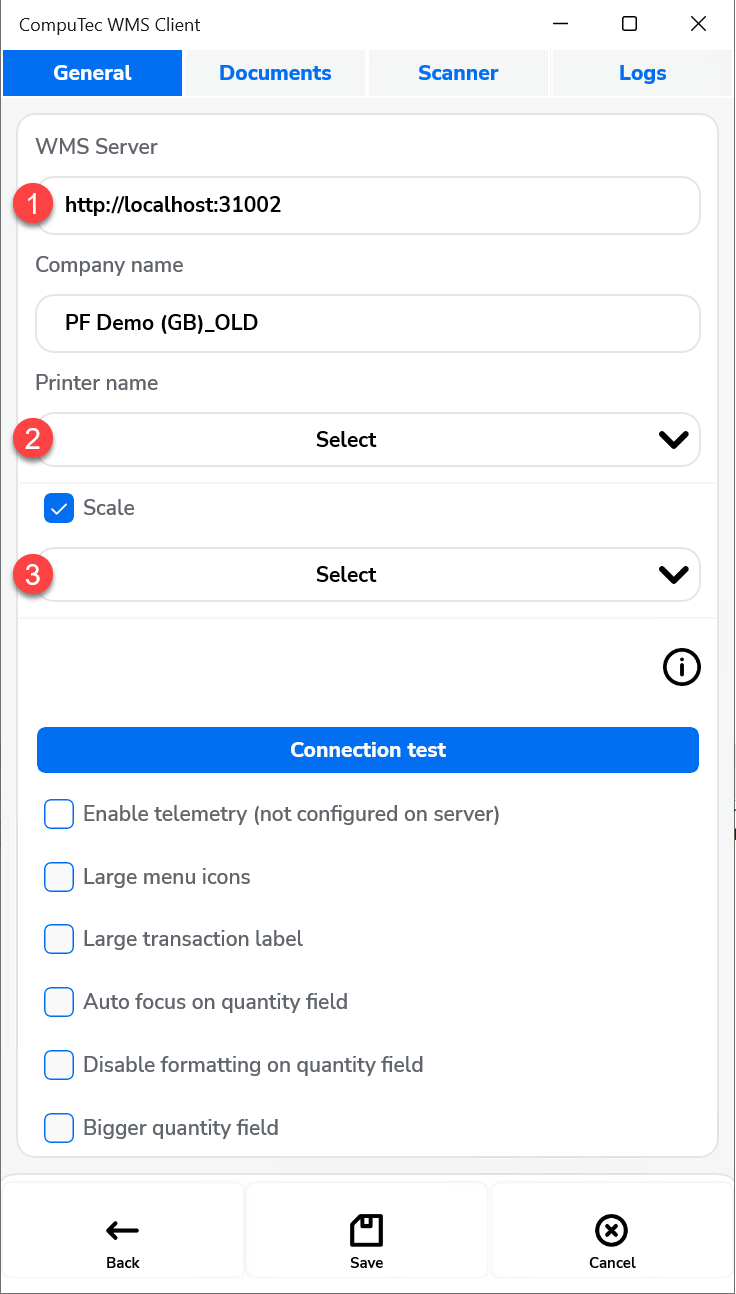 CompuTec WMS Client
General Documents Scanner Logs
WMS Server
1 http://localhost:31002
Company name
PF Demo (GB)_OLD
Printer name
2 Select
Scale
3 Select
Connection test
Enable telemetry (not configured on server)
Large menu icons
Large transaction label
Auto focus on quantity field
Disable formatting on quantity field
Bigger quantity field
Back Save Cancel